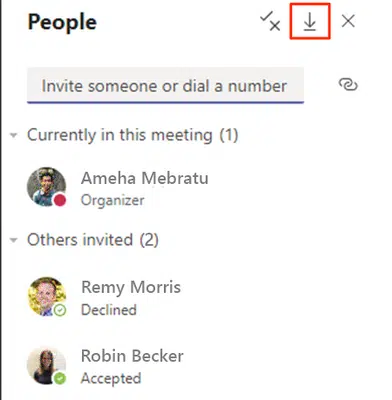 People
Invite someone or dial a number
Currently in this meeting (1)
Ameha Mebratu
Organizer
Others invited (2)
Remy Morris
Declined
Robin Becker
Accepted